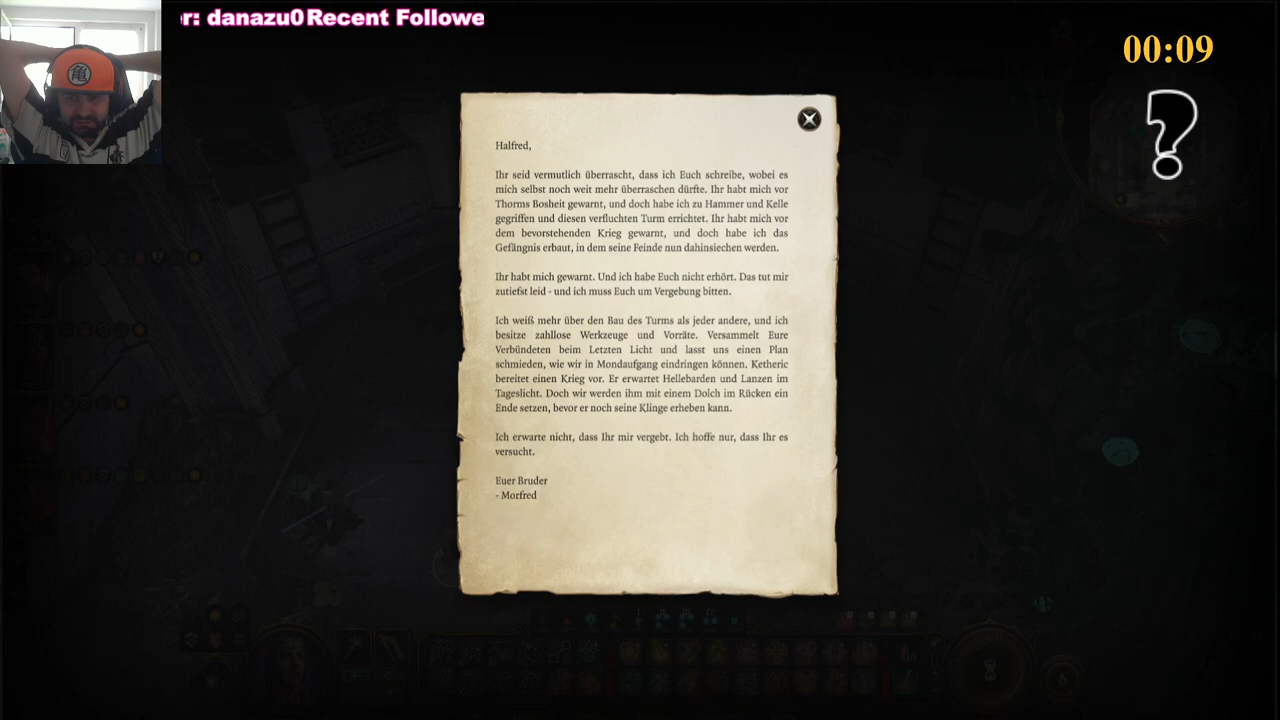 r: danazu0Recent Followe
00:09
Halfred,
Ihr seid vermutlich überrascht, dass ich Euch schreibe, wobei es
mich selbst noch weit mehr überraschen dürfte. Ihr habt mich vor
Thorms Bosheit gewarnt, und doch habe ich zu Hammer und Kelle
gegriffen und diesen verfluchten Turm errichtet. Ihr habt mich vor
dem bevorstehenden Krieg gewarnt, und doch habe ich das
Gefängnis erbaut, in dem seine Feinde nun dahinsiechen werden.
Ihr habt mich gewarnt. Und ich habe Euch nicht erhört. Das tut mir
zutiefst leid - und ich muss Euch um Vergebung bitten.
Ich weiß mehr über den Bau des Turms als jeder andere, und ich
besitze zahllose Werkzeuge und Vorräte. Versammelt Eure
Verbündeten beim Letzten Licht und lasst uns einen Plan
schmieden, wie wir in Mondaufgang eindringen können. Ketheric
bereitet einen Krieg vor. Er erwartet Hellebarden und Lanzen im
Tageslicht. Doch wir werden ihm mit einem Dolch im Rücken ein
Ende setzen, bevor er noch seine Klinge erheben kann.
Ich erwarte nicht, dass Ihr mir vergebt. Ich hoffe nur, dass Ihr es
versucht.
Euer Bruder
- Morfred